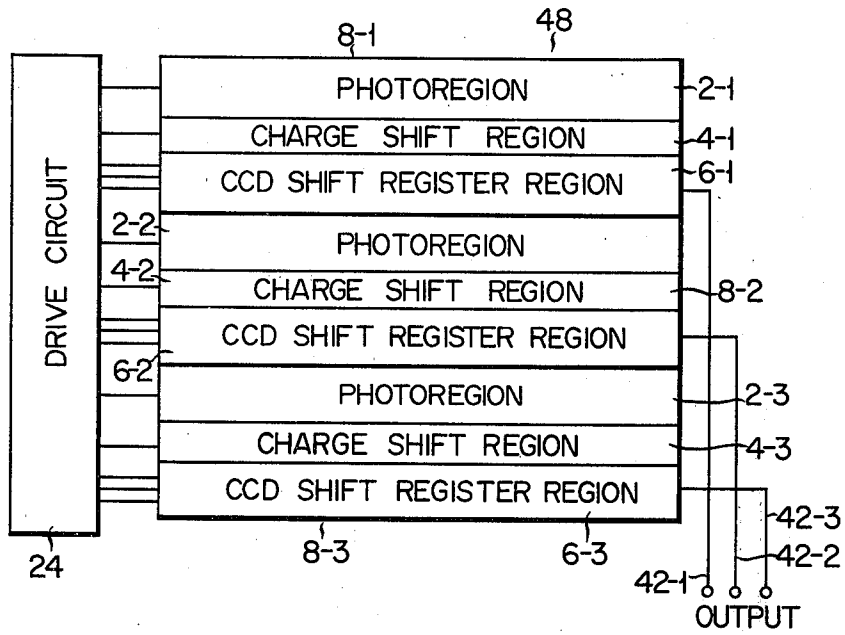 8-1
48
PHOTOREGION
2-1
CHARGE SHIFT REGION
4-1
CCD SHIFT REGISTER REGION
6-1
DRIVE CIRCUIT
2-2
PHOTOREGION
4-2
CHARGE SHIFT REGION
8-2
CCD SHIFT REGISTER REGION
6-2
PHOTOREGION
2-3
CHARGE SHIFT REGION
4-3
CCD SHIFT REGISTER REGION
24
8-3
6-3
42-3
42-2
42-1
OUTPUT